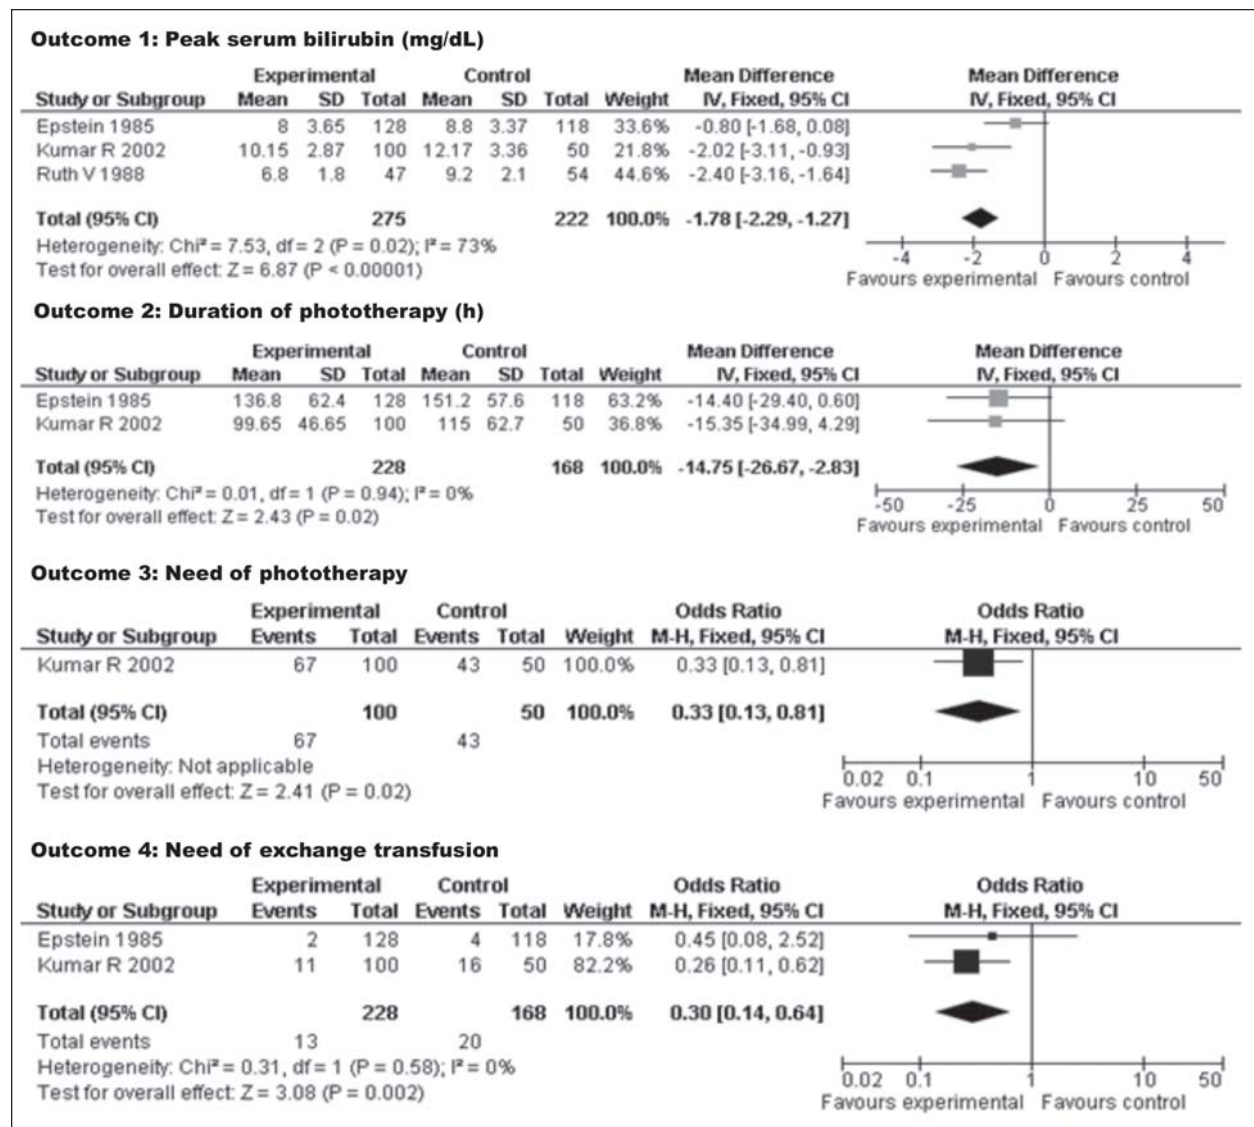 Outcome 1: Peak serum bilirubin (mg/dL)
Experimental Control Mean Difference Mean Difference
Study or Subgroup Mean SD Total Mean SD Total Weight IV, Fixed, 95% CI IV, Fixed, 95% CI
Epstein 1985 8 3.65 128 8.8 3.37 118 33.6% -0.80 [-1.68, 0.08]
Kumar R 2002 10.15 2.87 100 12.17 3.36 50 21.8% -2.02 [-3.11, -0.93]
Ruth V 1988 6.8 1.8 47 9.2 2.1 54 44.6% -2.40 [-3.16, -1.64]
Total (95% CI) 275 222 100.0% -1.78 [-2.29, -1.27]
Heterogeneity: Chi² = 7.53, df = 2 (P = 0.02); I² = 73%
Test for overall effect: Z = 6.87 (P < 0.00001)
-4 -2 0 2 4
Favours experimental Favours control
Outcome 2: Duration of phototherapy (h)
Experimental Control Mean Difference Mean Difference
Study or Subgroup Mean SD Total Mean SD Total Weight IV, Fixed, 95% CI IV, Fixed, 95% CI
Epstein 1985 136.8 62.4 128 151.2 57.6 118 63.2% -14.40 [-29.40, 0.60]
Kumar R 2002 99.65 46.65 100 115 62.7 50 36.8% -15.35 [-34.99, 4.29]
Total (95% CI) 228 168 100.0% -14.75 [-26.67, -2.83]
Heterogeneity: Chi² = 0.01, df = 1 (P = 0.94); I² = 0%
Test for overall effect: Z = 2.43 (P = 0.02)
-50 -25 0 25 50
Favours experimental Favours control
Outcome 3: Need of phototherapy
Experimental Control Odds Ratio Odds Ratio
Study or Subgroup Events Total Events Total Weight M-H, Fixed, 95% CI M-H, Fixed, 95% CI
Kumar R 2002 67 100 43 50 100.0% 0.33 [0.13, 0.81]
Total (95% CI) 100 50 100.0% 0.33 [0.13, 0.81]
Total events 67 43
Heterogeneity: Not applicable
Test for overall effect: Z = 2.41 (P = 0.02)
0.02 0.1 1 10 50
Favours experimental Favours control
Outcome 4: Need of exchange transfusion
Experimental Control Odds Ratio Odds Ratio
Study or Subgroup Events Total Events Total Weight M-H, Fixed, 95% CI M-H, Fixed, 95% CI
Epstein 1985 2 128 4 118 17.8% 0.45 [0.08, 2.52]
Kumar R 2002 11 100 16 50 82.2% 0.26 [0.11, 0.62]
Total (95% CI) 228 168 100.0% 0.30 [0.14, 0.64]
Total events 13 20
Heterogeneity: Chi² = 0.31, df = 1 (P = 0.58); I² = 0%
Test for overall effect: Z = 3.08 (P = 0.002)
0.02 0.1 1 10 50
Favours experimental Favours control